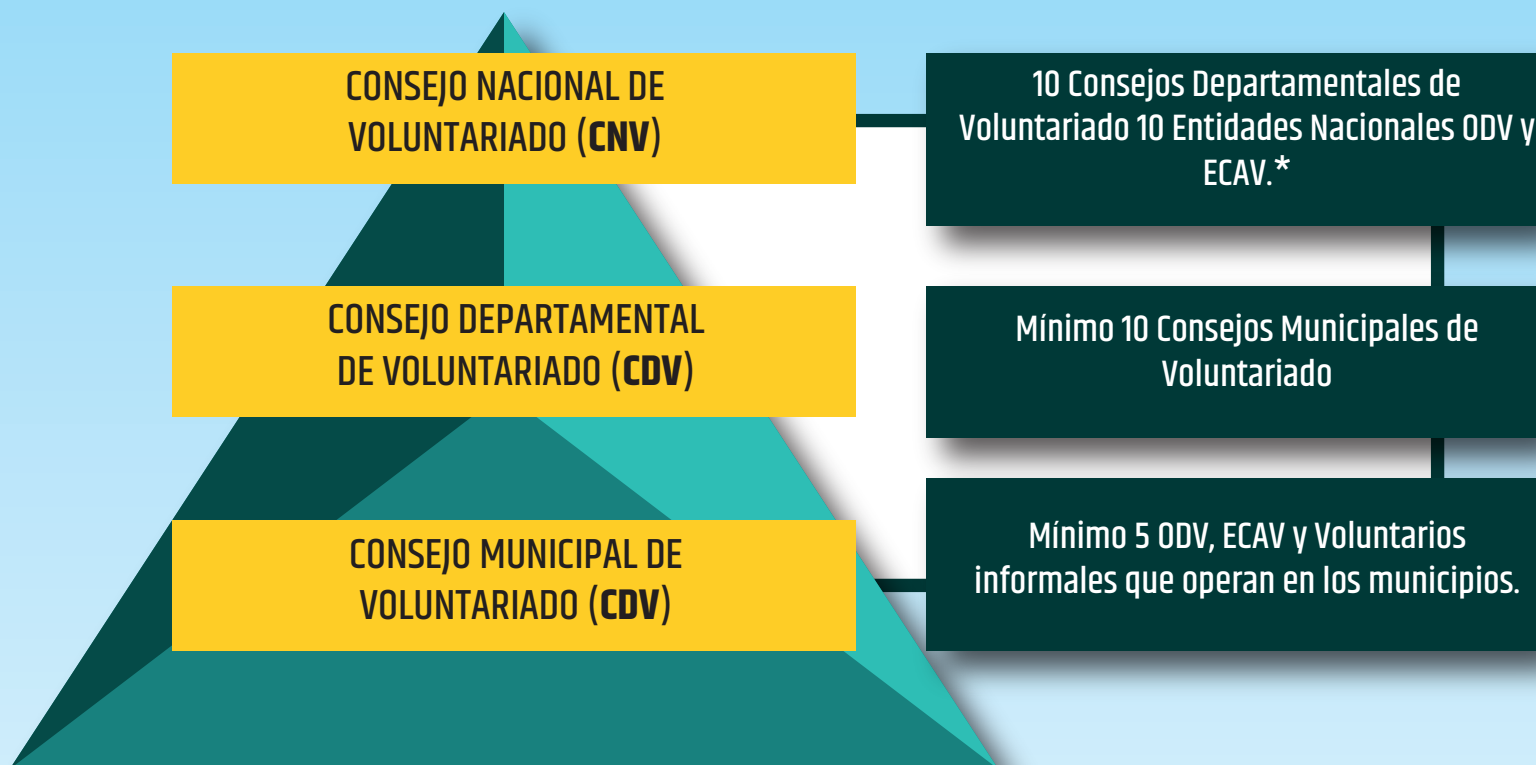 CONSEJO NACIONAL DE
VOLUNTARIADO (CNV)
10 Consejos Departamentales de
Voluntariado 10 Entidades Nacionales ODV y
ECAV.*
CONSEJO DEPARTAMENTAL
DE VOLUNTARIADO (CDV)
Mínimo 10 Consejos Municipales de
Voluntariado
CONSEJO MUNICIPAL DE
VOLUNTARIADO (CDV)
Mínimo 5 ODV, ECAV y Voluntarios
informales que operan en los municipios.